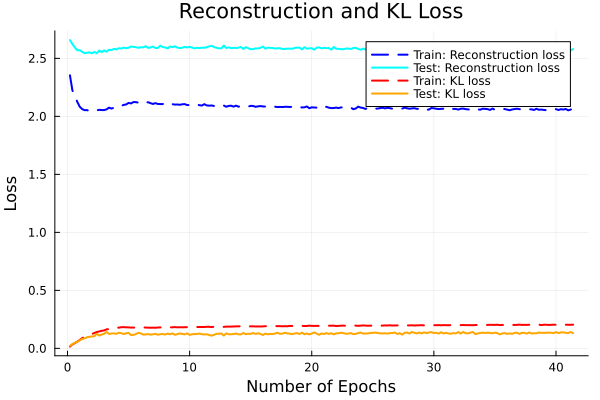 Reconstruction and KL Loss
Train: Reconstruction loss
Test: Reconstruction loss
Train: KL loss
Test: KL loss
Loss
2.5
2.0
1.5
1.0
0.5
0.0
0 10 20 30 40
Number of Epochs